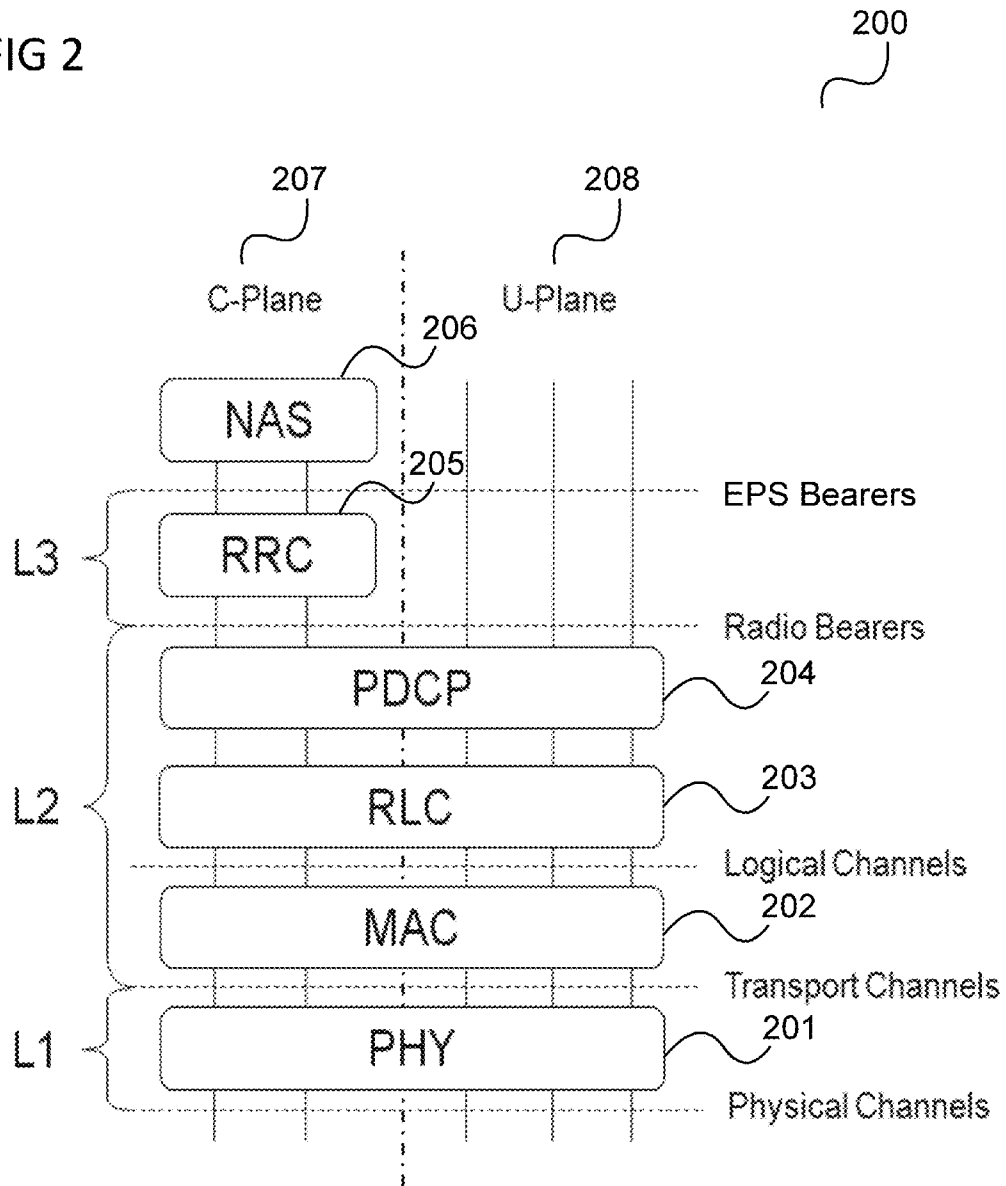 FIG 2
200
207
208
C-Plane
U-Plane
206
NAS
205
EPS Bearers
L3
RRC
Radio Bearers
PDCP
204
L2
RLC
203
Logical Channels
MAC
202
Transport Channels
L1
PHY
201
Physical Channels